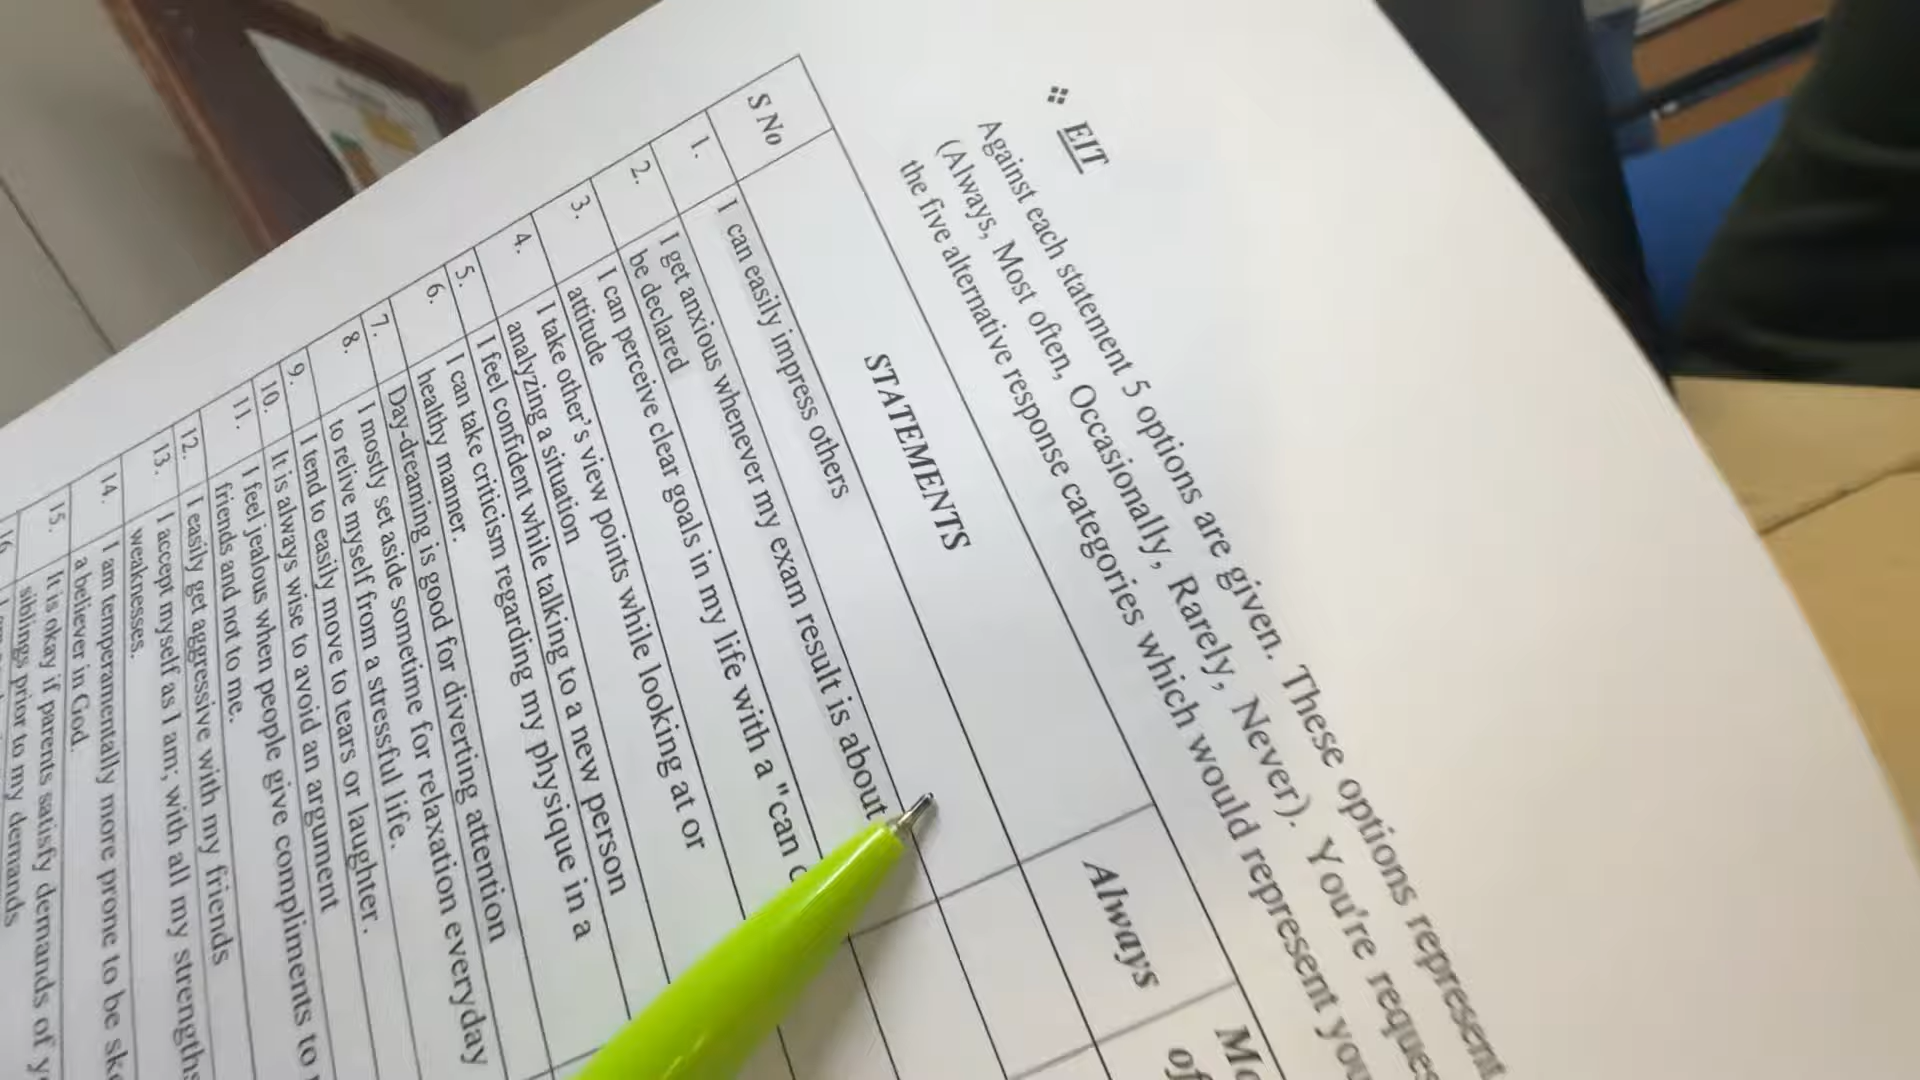 ❖ EIT
Against each statement 5 options are given. These options represent
(Always, Most often, Occasionally, Rarely, Never). You're reques
the five alternative response categories which would represent you
S No STATEMENTS Always Mo
of
1. I can easily impress others
2. I get anxious whenever my exam result is about
be declared
3. I can perceive clear goals in my life with a "can
attitude
4. I take other's view points while looking at or
analyzing a situation
5. I feel confident while talking to a new person
6. I can take criticism regarding my physique in a
healthy manner.
7. Day-dreaming is good for diverting attention
8. I mostly set aside sometime for relaxation everyday
to relive myself from a stressful life.
9. I tend to easily move to tears or laughter.
10. It is always wise to avoid an argument
11. I feel jealous when people give compliments to
friends and not to me.
12. I easily get aggressive with my friends
13. I accept myself as I am; with all my strengths
weaknesses.
14. I am temperamentally more prone to be ske
a believer in God.
15. It is okay if parents satisfy demands of y
siblings prior to my demands
16